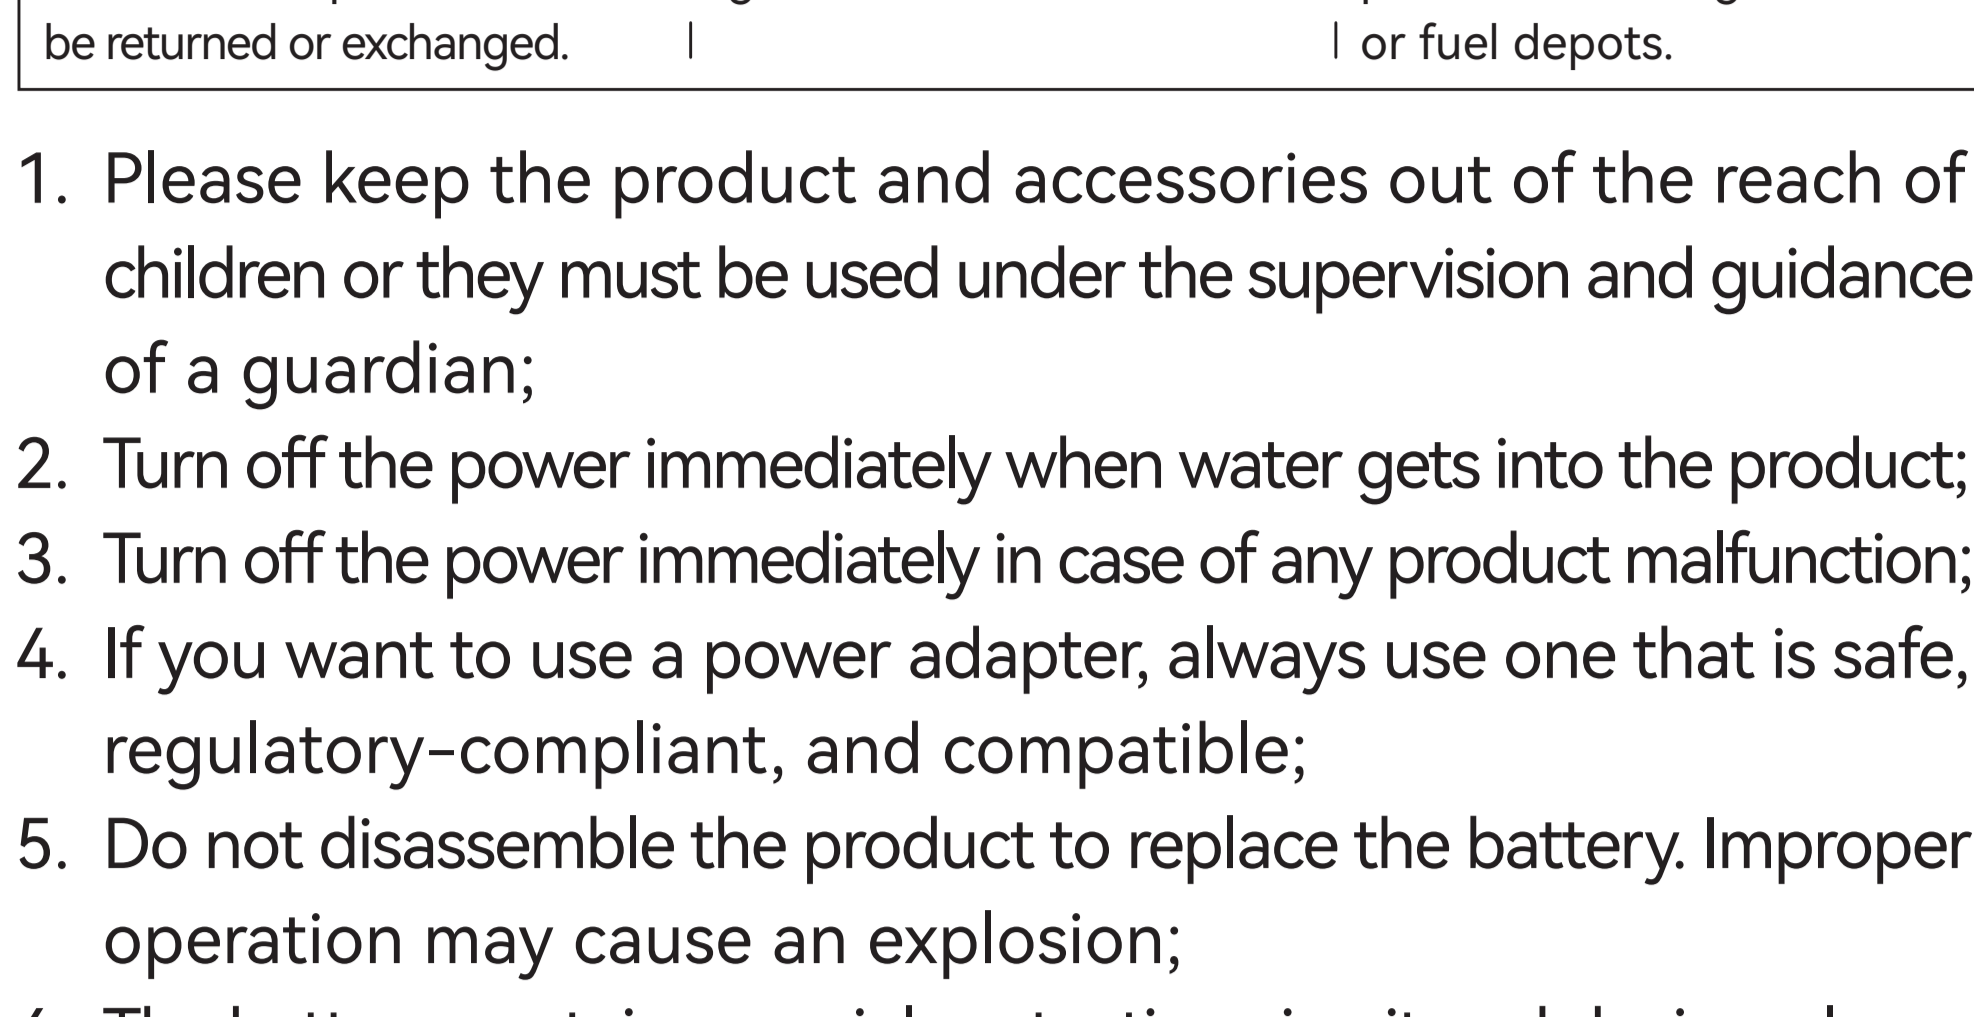 be returned or exchanged.
or fuel depots.
1. Please keep the product and accessories out of the reach of
children or they must be used under the supervision and guidance
of a guardian;
2. Turn off the power immediately when water gets into the product;
3. Turn off the power immediately in case of any product malfunction;
4. If you want to use a power adapter, always use one that is safe,
regulatory-compliant, and compatible;
5. Do not disassemble the product to replace the battery. Improper
operation may cause an explosion;